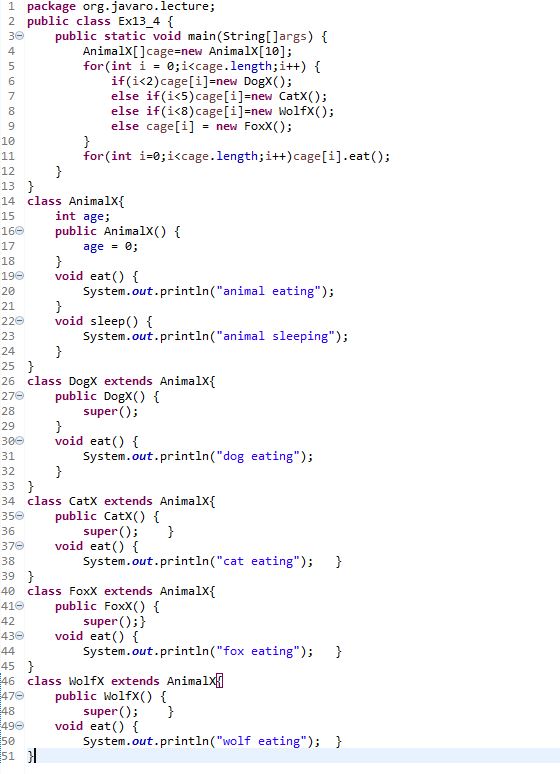 1 package org.javaro.lecture;
2 public class Ex13_4 {
3 public static void main(String[]args) {
4 AnimalX[]cage=new AnimalX[10];
5 for(int i = 0;i<cage.length;i++) {
6 if(i<2)cage[i]=new DogX();
7 else if(i<5)cage[i]=new CatX();
8 else if(i<8)cage[i]=new WolfX();
9 else cage[i] = new FoxX();
10 }
11 for(int i=0;i<cage.length;i++)cage[i].eat();
12 }
13 }
14 class AnimalX{
15 int age;
16 public AnimalX() {
17 age = 0;
18 }
19 void eat() {
20 System.out.println("animal eating");
21 }
22 void sleep() {
23 System.out.println("animal sleeping");
24 }
25 }
26 class DogX extends AnimalX{
27 public DogX() {
28 super();
29 }
30 void eat() {
31 System.out.println("dog eating");
32 }
33 }
34 class CatX extends AnimalX{
35 public CatX() {
36 super();    }
37 void eat() {
38 System.out.println("cat eating");   }
39 }
40 class FoxX extends AnimalX{
41 public FoxX() {
42 super();}
43 void eat() {
44 System.out.println("fox eating");   }
45 }
46 class WolfX extends AnimalX{
47 public WolfX() {
48 super();    }
49 void eat() {
50 System.out.println("wolf eating");  }
51 }